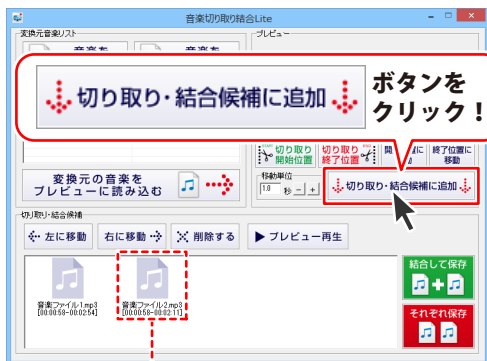 音楽切り取り結合Lite
変換元音楽リスト
プレビュー
音楽を
音楽を
切り取り・結合候補に追加
ボタンを
クリック！
切り取り
開始位置
切り取り
終了位置
終了位置に
移動
変換元の音楽を
プレビューに読み込む
移動単位
1.0 秒 - +
切り取り・結合候補に追加
切り取り・結合候補
左に移動
右に移動
削除する
プレビュー再生
音楽ファイル1.mp3
[00:00:58-00:02:54]
音楽ファイル2.mp3
[00:00:58-00:02:11]
結合して保存
それぞれ保存